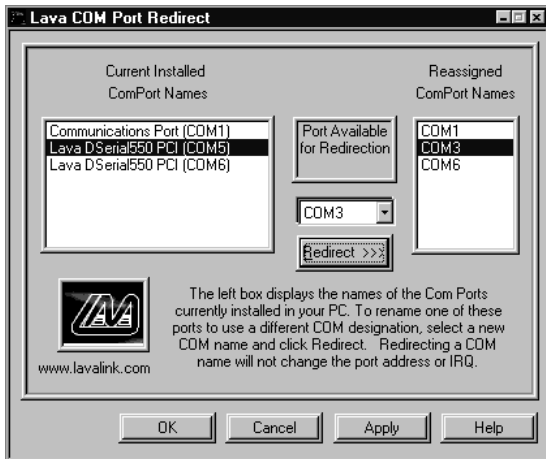 Lava COM Port Redirect
Current Installed
ComPort Names
Reassigned
ComPort Names
Communications Port (COM1)
Lava DSerial550 PCI (COM5)
Lava DSerial550 PCI (COM6)
Port Available
for Redirection
COM1
COM3
COM6
COM3
Redirect >>>
LAVA
www.lavalink.com
The left box displays the names of the Com Ports
currently installed in your PC. To rename one of these
ports to use a different COM designation, select a new
COM name and click Redirect. Redirecting a COM
name will not change the port address or IRQ.
OK
Cancel
Apply
Help